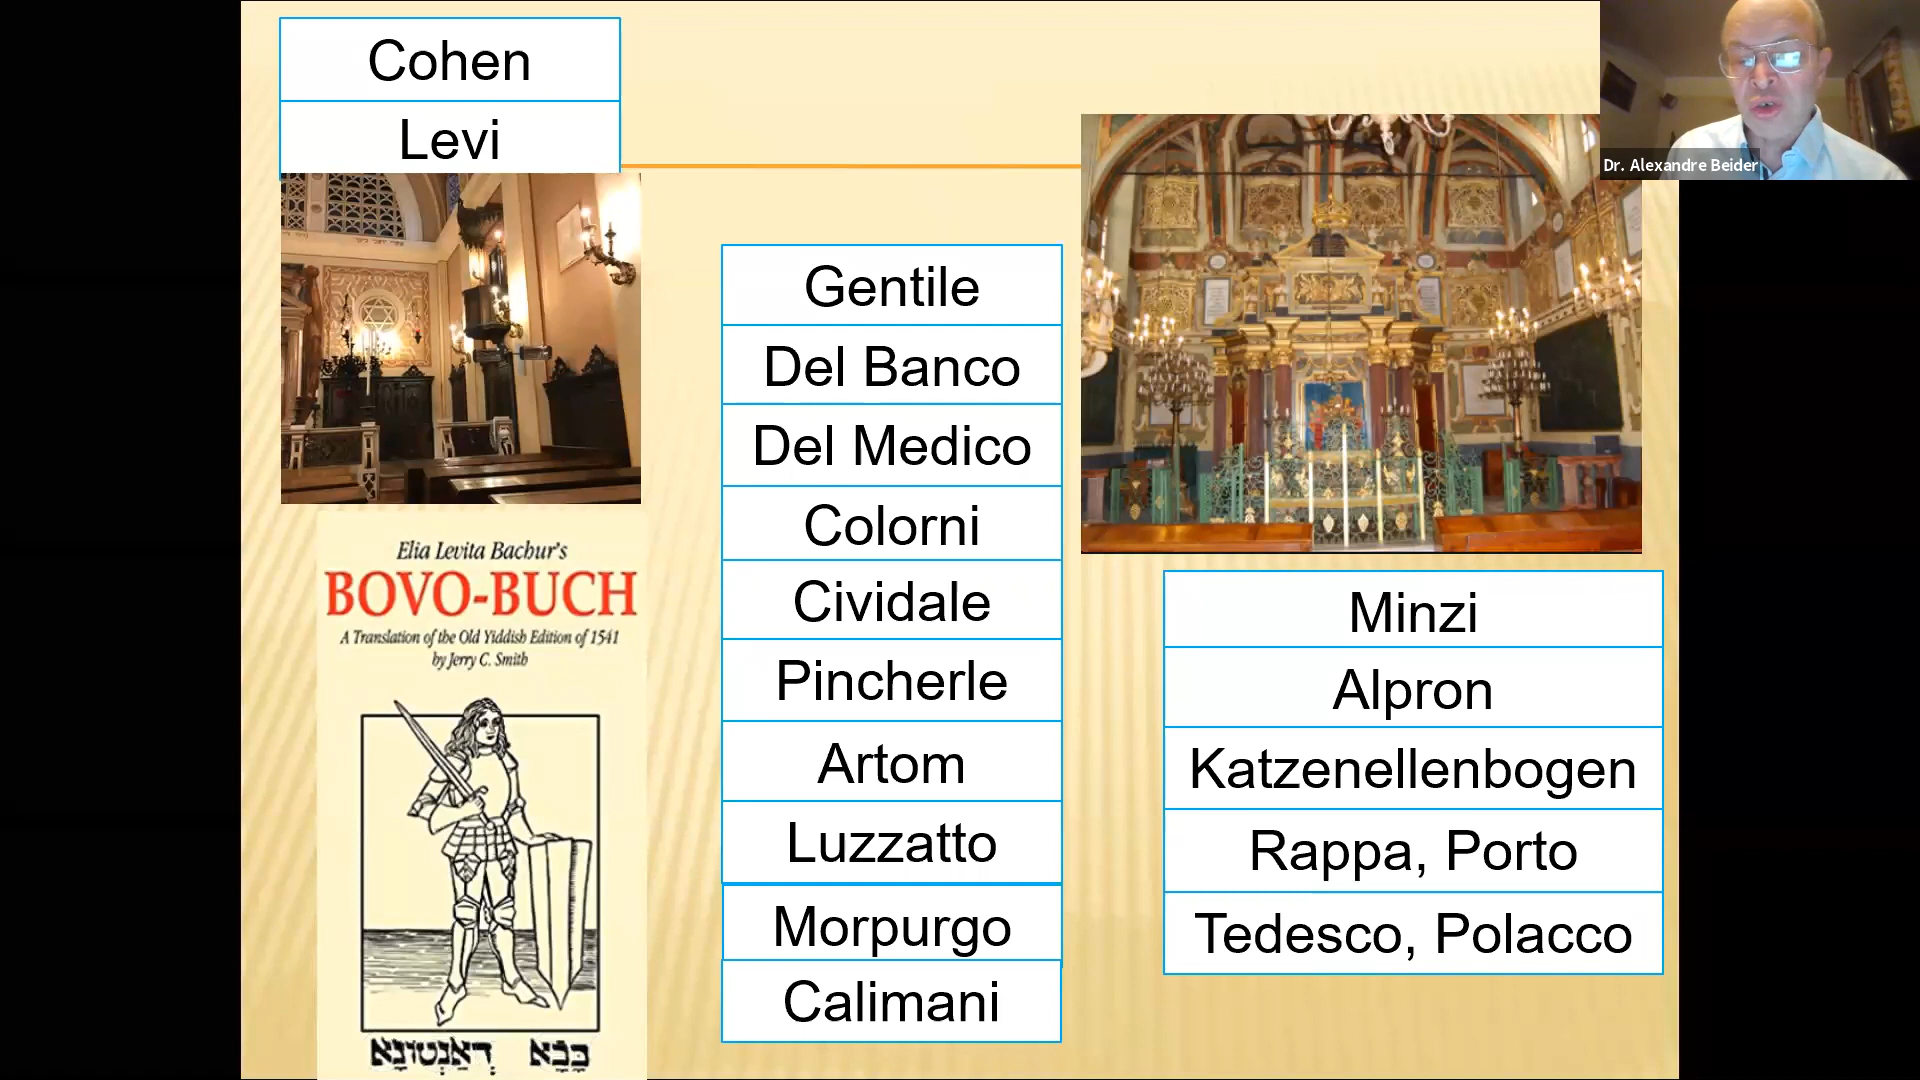 Cohen
Levi
Dr. Alexandre Beider
Gentile
Del Banco
Del Medico
Colorni
Cividale
Pincherle
Artom
Luzzatto
Morpurgo
Calimani
Minzi
Alpron
Katzenellenbogen
Rappa, Porto
Tedesco, Polacco
Elia Levita Bachur's
BOVO-BUCH
A Translation of the Old Yiddish Edition of 1541
by Jerry C. Smith